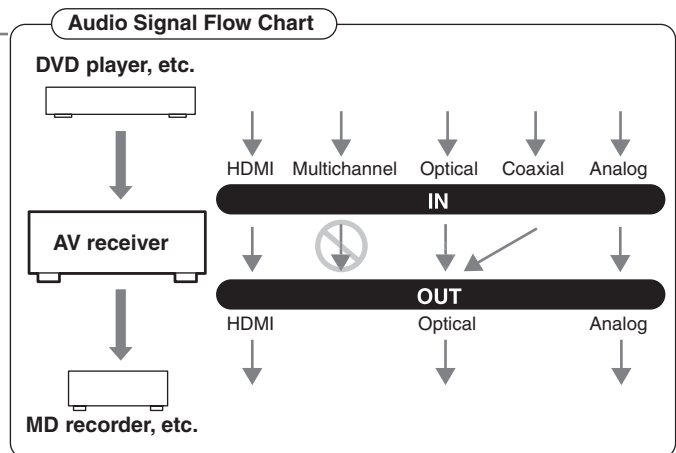 Audio Signal Flow Chart
DVD player, etc.
HDMI Multichannel Optical Coaxial Analog
IN
AV receiver
OUT
HDMI Optical Analog
MD recorder, etc.